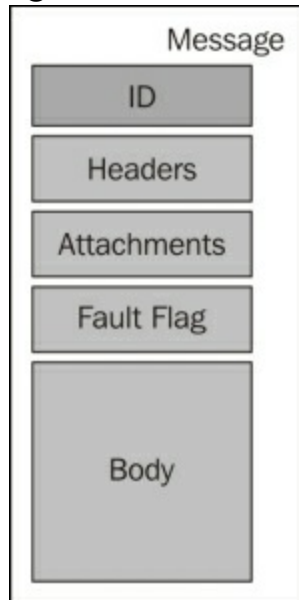 Message
ID
Headers
Attachments
Fault Flag
Body